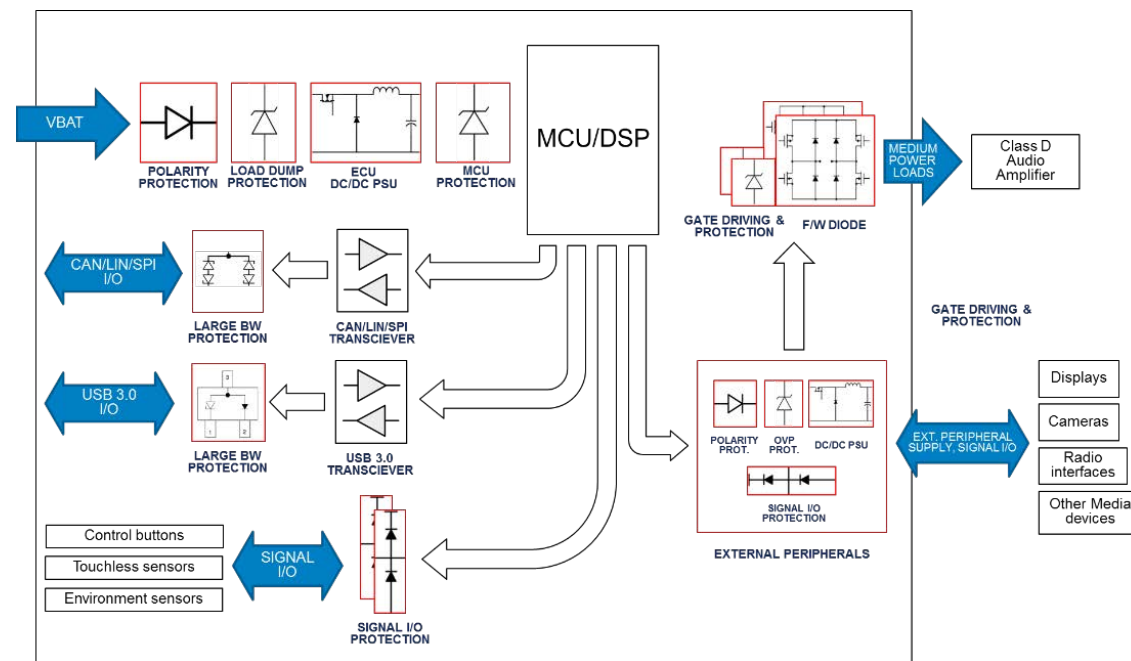 VBAT
POLARITY
PROTECTION
LOAD DUMP
PROTECTION
ECU
DC/DC PSU
MCU
PROTECTION
MCU/DSP
GATE DRIVING &
PROTECTION
F/W DIODE
MEDIUM
POWER
LOADS
Class D
Audio
Amplifier
CAN/LIN/SPI
I/O
LARGE BW
PROTECTION
CAN/LIN/SPI
TRANSCIEVER
GATE DRIVING &
PROTECTION
USB 3.0
I/O
3
1
2
LARGE BW
PROTECTION
USB 3.0
TRANSCIEVER
POLARITY
PROT.
OVP
PROT.
DC/DC PSU
SIGNAL I/O
PROTECTION
EXTERNAL PERIPHERALS
EXT. PERIPHERAL
SUPPLY, SIGNAL I/O
Displays
Cameras
Radio
interfaces
Other Media
devices
Control buttons
Touchless sensors
Environment sensors
SIGNAL
I/O
SIGNAL I/O
PROTECTION